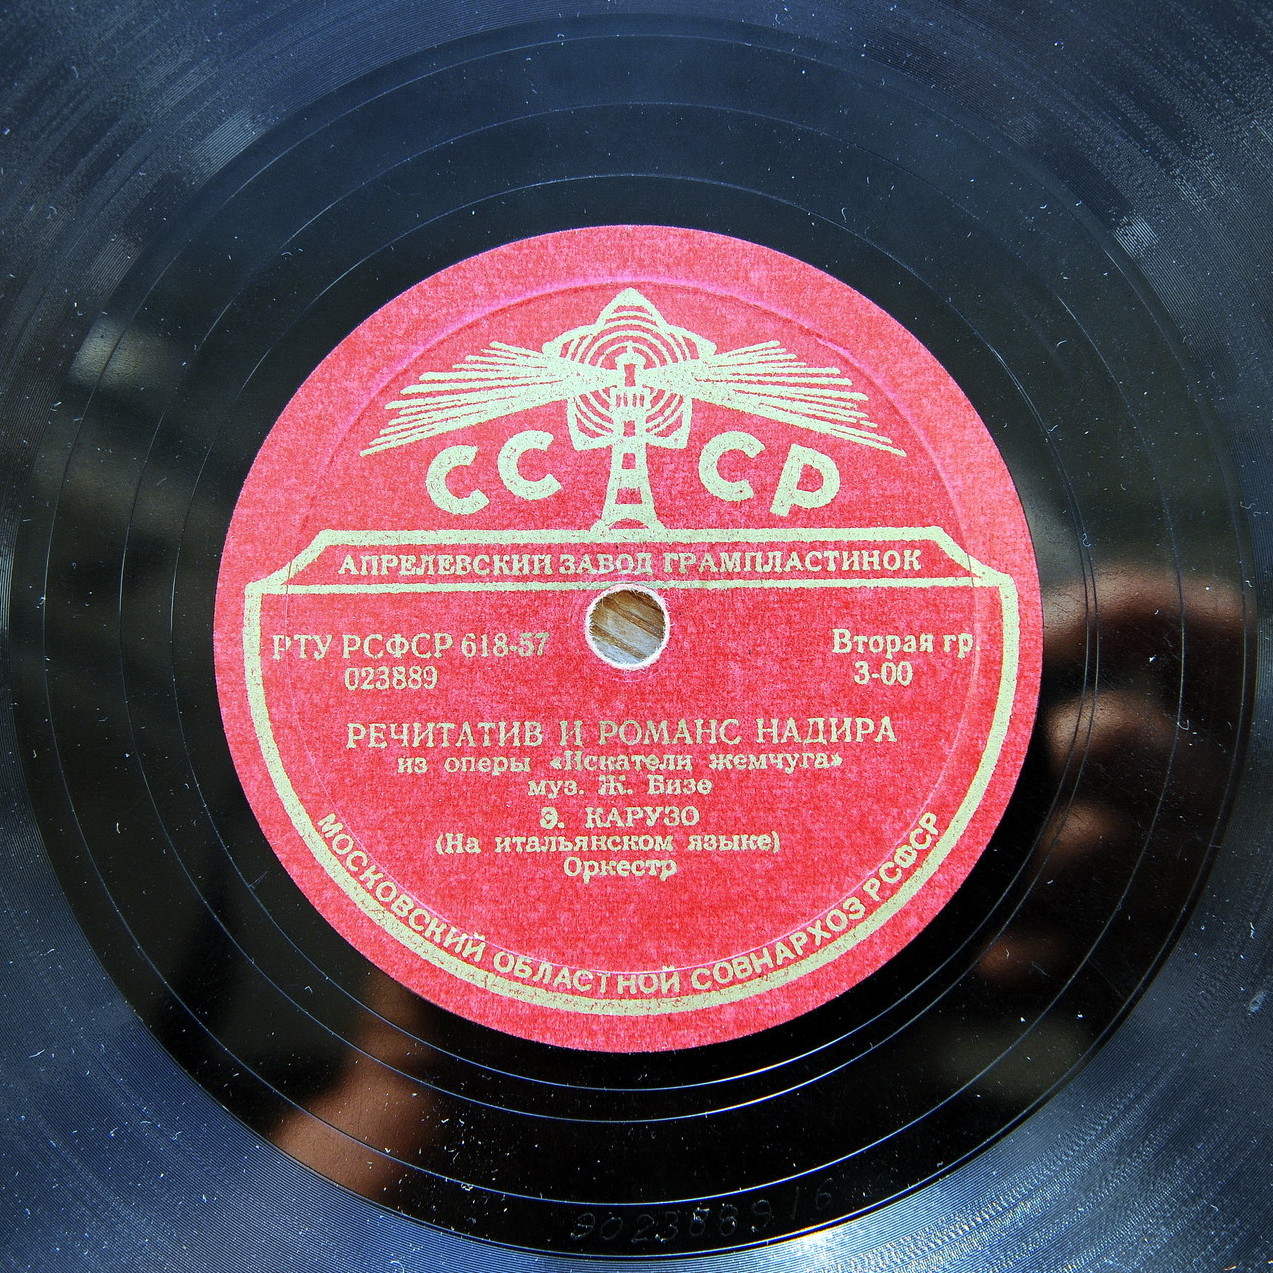 СССР
АПРЕЛЕВСКИЙ ЗАВОД ГРАМПЛАСТИНОК
РТУ РСФСР 618-57
023889
Вторая гр.
3-00
РЕЧИТАТИВ И РОМАНС НАДИРА
из оперы «Искатели жемчуга»
муз. Ж. Бизе
Э. КАРУЗО
(На итальянском языке)
Оркестр
МОСКОВСКИЙ ОБЛАСТНОЙ СОВНАРХОЗ РСФСР